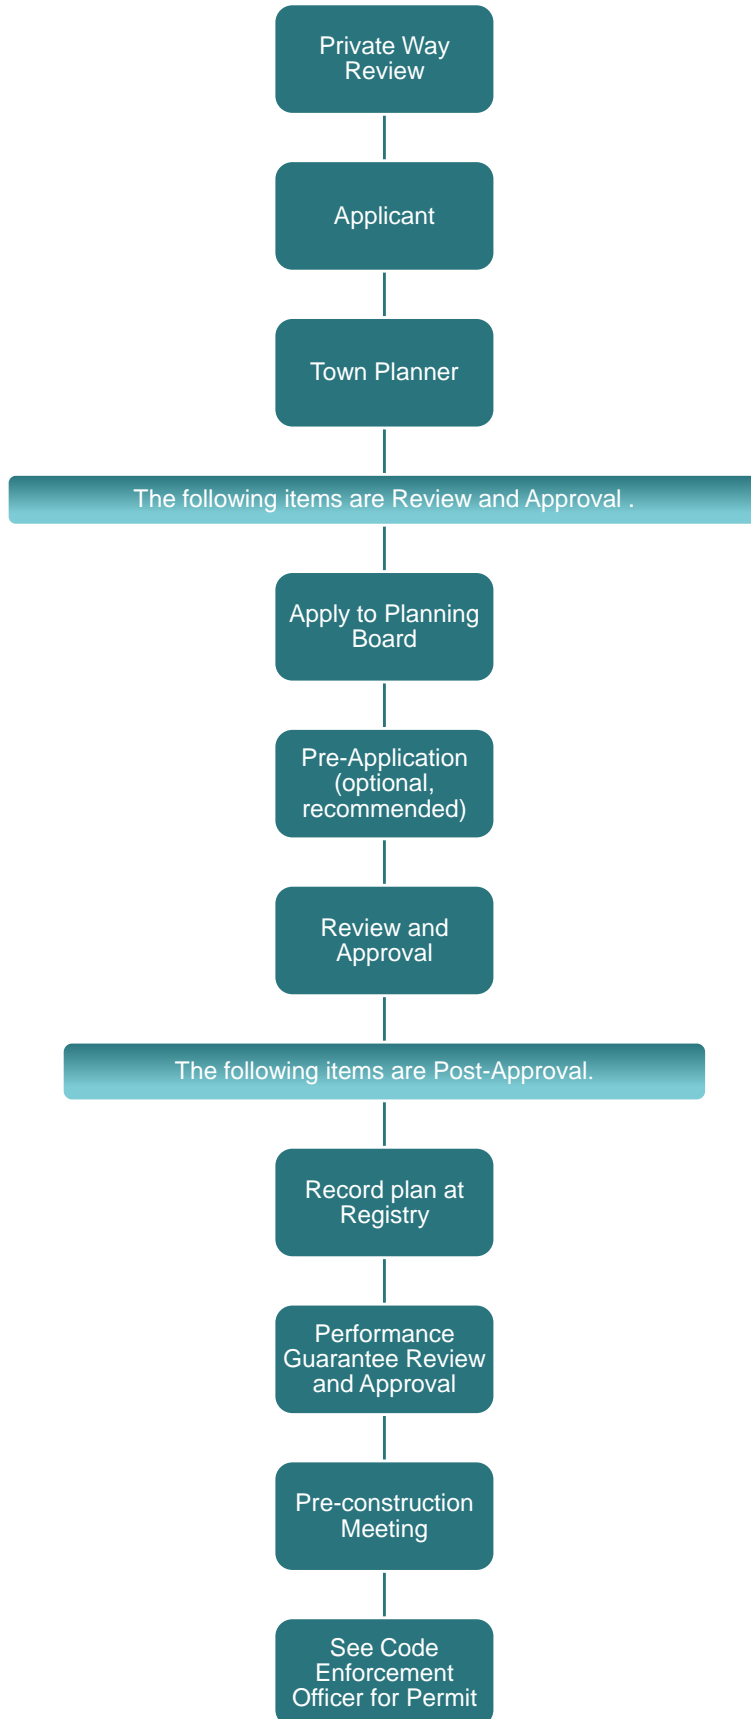 Private Way
Review
Applicant
Town Planner
The following items are Review and Approval .
Apply to Planning
Board
Pre-Application
(optional,
recommended)
Review and
Approval
The following items are Post-Approval.
Record plan at
Registry
Performance
Guarantee Review
and Approval
Pre-construction
Meeting
See Code
Enforcement
Officer for Permit